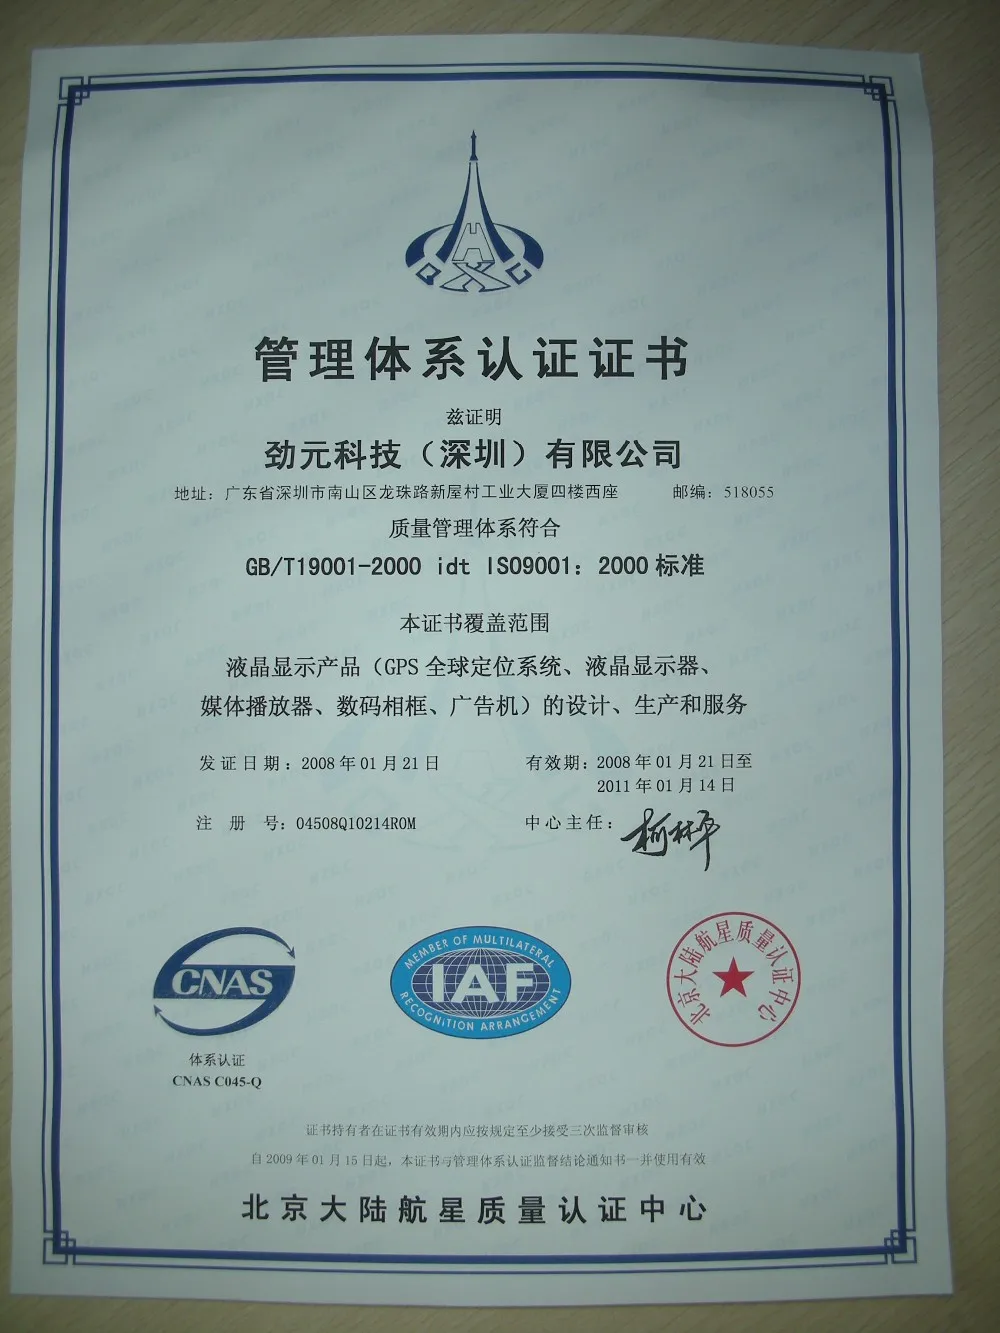 管理体系认证证书
兹证明
劲元科技（深圳）有限公司
地址：广东省深圳市南山区龙珠路新屋村工业大厦四楼西座 邮编：518055
质量管理体系符合
GB/T19001-2000 idt ISO9001：2000 标准
本证书覆盖范围
液晶显示产品（GPS 全球定位系统、液晶显示器、
媒体播放器、数码相框、广告机）的设计、生产和服务
发证日期：2008 年 01 月 21 日 有效期：2008 年 01 月 21 日至
2011 年 01 月 14 日
注 册 号：04508Q10214R0M 中心主任：柯林平
CNAS
MEMBER OF MULTILATERAL
IAF
RECOGNITION ARRANGEMENT
北京大陆航星质量认证中心
体系认证
CNAS C045-Q
证书持有者在证书有效期内应按规定至少接受三次监督审核
自 2009 年 01 月 15 日起，本证书与管理体系认证监督结论通知书一并使用有效
北京大陆航星质量认证中心